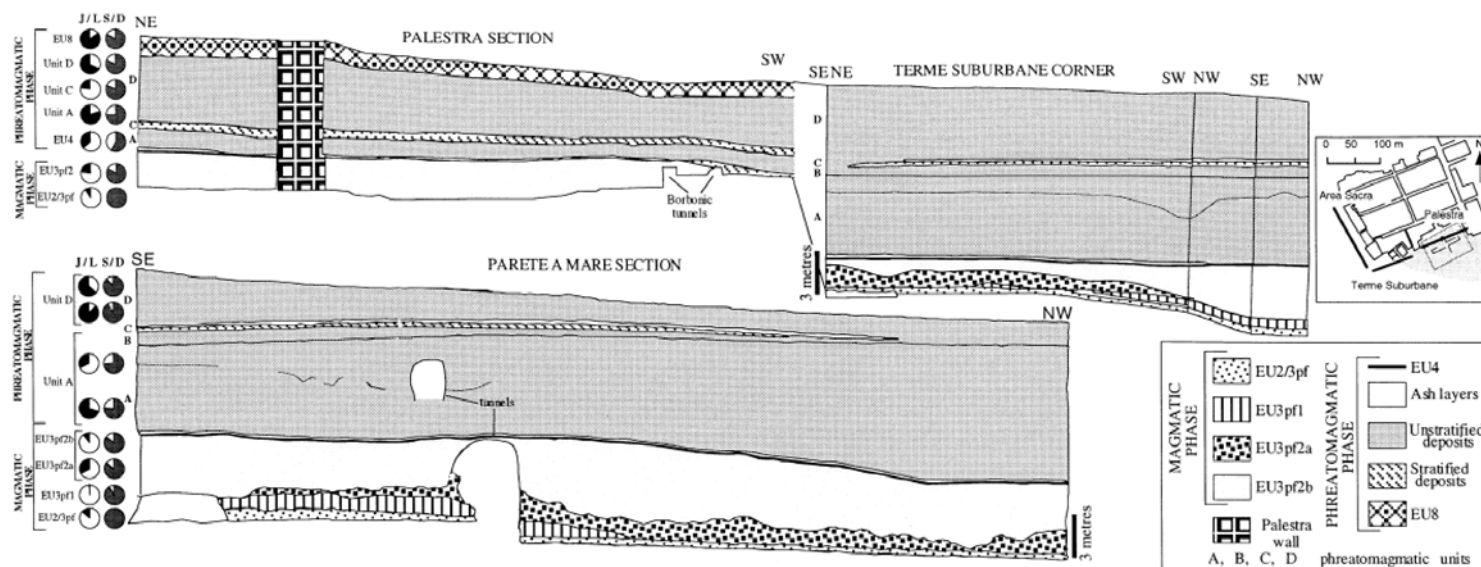 J/L S/D
NE
PALESTRA SECTION
SW
SE NE
TERME SUBURBANE CORNER
SW NW
SE
NW
PHREATOMAGMATIC PHASE
EU8
Unit D
Unit C
Unit A
EU4
D
C
A
MAGMATIC PHASE
EU3pf2
EU2/3pf
Borbonic
tunnels
D
C
B
A
3 metres
0 50 100 m
N
Area Sacra
Palestra
Terme Suburbane
J/L S/D
SE
PARETE A MARE SECTION
NW
PHREATOMAGMATIC PHASE
Unit D
Unit A
D
C
B
A
tunnels
MAGMATIC PHASE
EU3pf2b
EU3pf2a
EU3pf1
EU2/3pf
3 metres
MAGMATIC
PHASE
EU2/3pf
EU3pf1
EU3pf2a
EU3pf2b
Palestra
wall
PHREATOMAGMATIC
PHASE
EU4
Ash layers
Unstratified
deposits
Stratified
deposits
EU8
A, B, C, D phreatomagmatic units